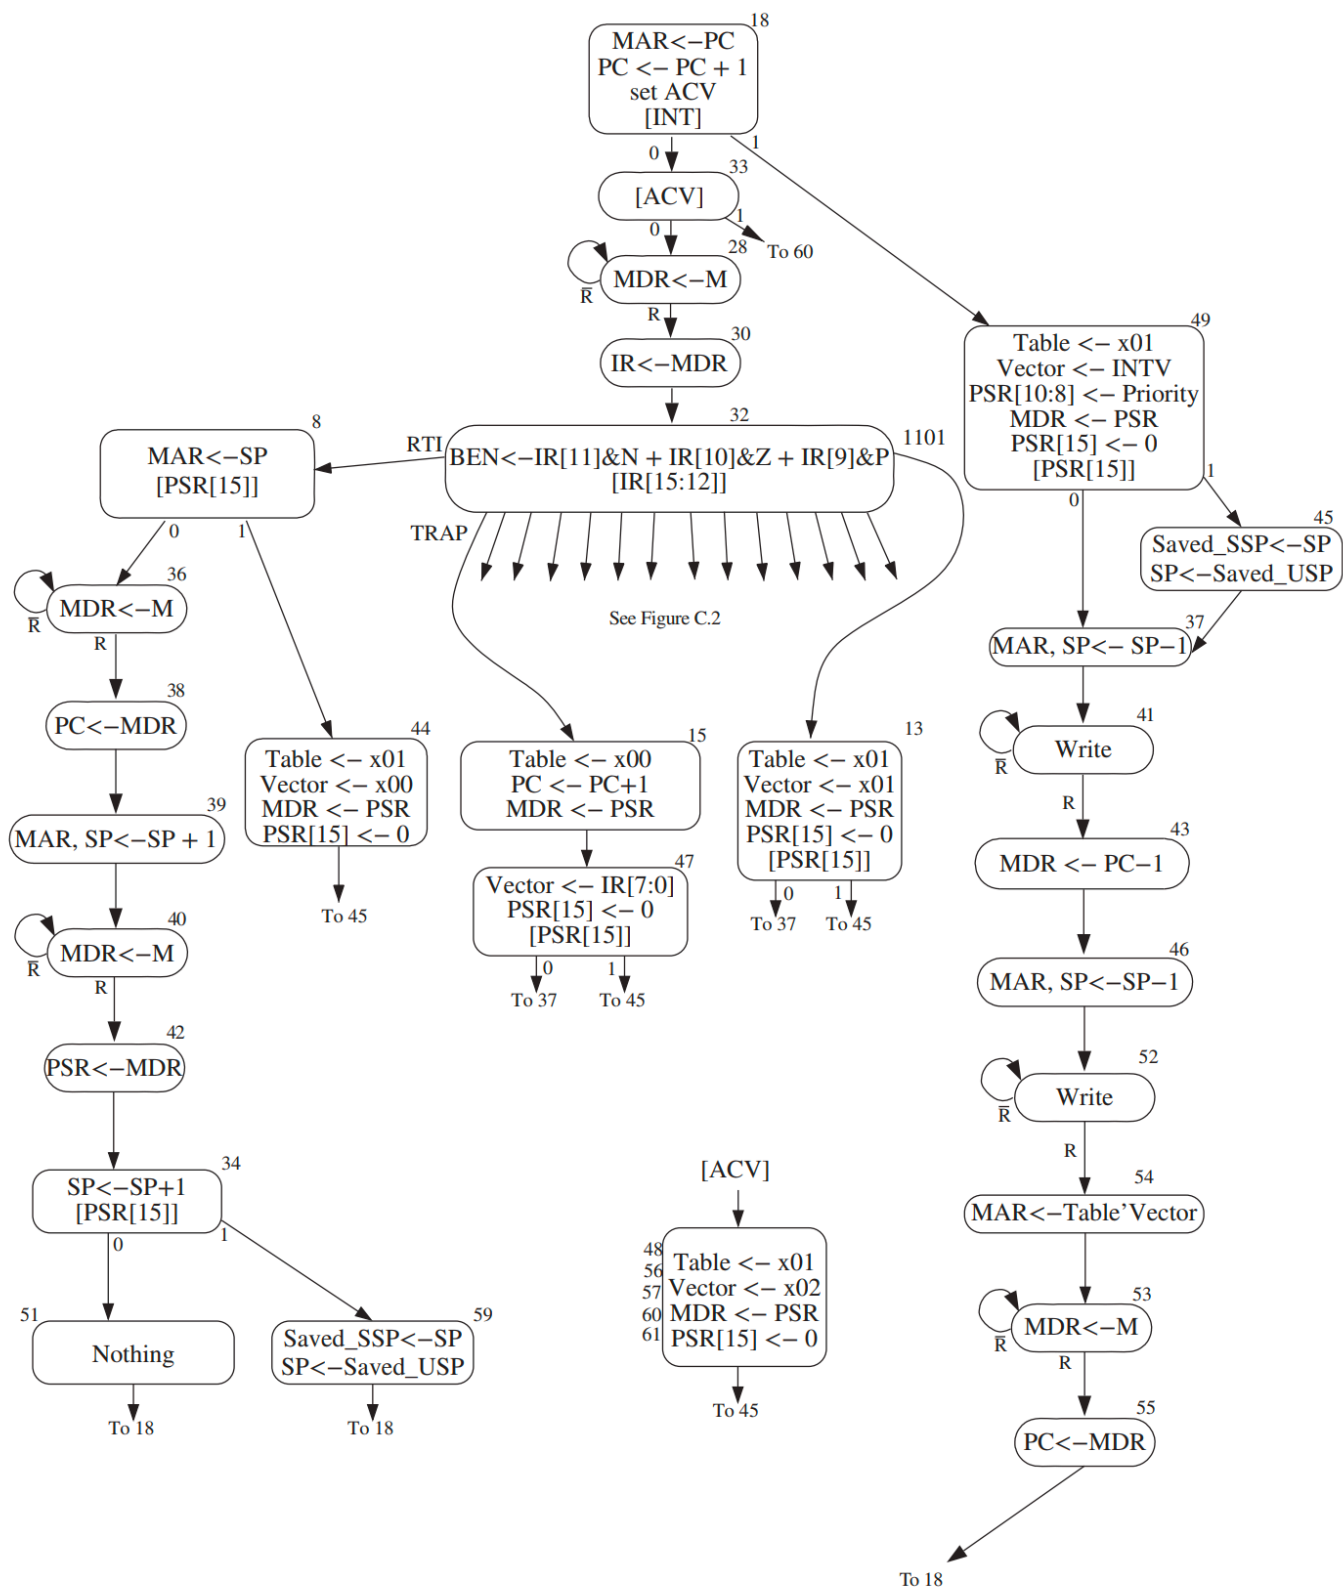 18
MAR<–PC
PC <– PC + 1
set ACV
[INT]
0
1
33
[ACV]
0
1
To 60
28
MDR<–M
R̅
R
30
IR<–MDR
32
BEN<–IR[11]&N + IR[10]&Z + IR[9]&P
[IR[15:12]]
RTI
TRAP
1101
See Figure C.2
8
MAR<–SP
[PSR[15]]
0
1
36
MDR<–M
R̅
R
38
PC<–MDR
39
MAR, SP<–SP + 1
40
MDR<–M
R̅
R
42
PSR<–MDR
34
SP<–SP+1
[PSR[15]]
0
1
51
Nothing
To 18
59
Saved_SSP<–SP
SP<–Saved_USP
To 18
44
Table <– x01
Vector <– x00
MDR <– PSR
PSR[15] <– 0
To 45
15
Table <– x00
PC <– PC+1
MDR <– PSR
47
Vector <– IR[7:0]
PSR[15] <– 0
[PSR[15]]
0
1
To 37
To 45
13
Table <– x01
Vector <– x01
MDR <– PSR
PSR[15] <– 0
[PSR[15]]
0
1
To 37
To 45
[ACV]
48
56
57
60
61
Table <– x01
Vector <– x02
MDR <– PSR
PSR[15] <– 0
To 45
49
Table <– x01
Vector <– INTV
PSR[10:8] <– Priority
MDR <– PSR
PSR[15] <– 0
[PSR[15]]
0
1
45
Saved_SSP<–SP
SP<–Saved_USP
37
MAR, SP<– SP–1
41
Write
R̅
R
43
MDR <– PC–1
46
MAR, SP<–SP–1
52
Write
R̅
R
54
MAR<–Table’Vector
53
MDR<–M
R̅
R
55
PC<–MDR
To 18